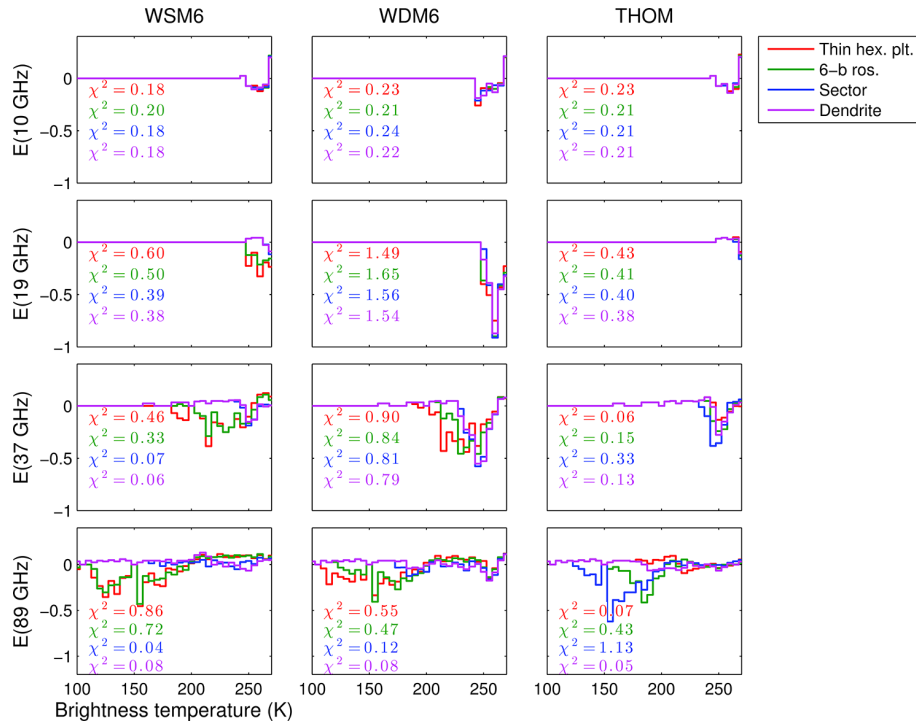 WSM6
WDM6
THOM
Thin hex. plt.
6−b ros.
Sector
Dendrite
E(10 GHz)
0
−0.5
−1
χ² = 0.18
χ² = 0.20
χ² = 0.18
χ² = 0.18
χ² = 0.23
χ² = 0.21
χ² = 0.24
χ² = 0.22
χ² = 0.23
χ² = 0.21
χ² = 0.21
χ² = 0.21
E(19 GHz)
0
−0.5
−1
χ² = 0.60
χ² = 0.50
χ² = 0.39
χ² = 0.38
χ² = 1.49
χ² = 1.65
χ² = 1.56
χ² = 1.54
χ² = 0.43
χ² = 0.41
χ² = 0.40
χ² = 0.38
E(37 GHz)
0
−0.5
−1
χ² = 0.46
χ² = 0.33
χ² = 0.07
χ² = 0.06
χ² = 0.90
χ² = 0.84
χ² = 0.81
χ² = 0.79
χ² = 0.06
χ² = 0.15
χ² = 0.33
χ² = 0.13
E(89 GHz)
0
−0.5
−1
χ² = 0.86
χ² = 0.72
χ² = 0.04
χ² = 0.08
χ² = 0.55
χ² = 0.47
χ² = 0.12
χ² = 0.08
χ² = 0.07
χ² = 0.43
χ² = 1.13
χ² = 0.05
100 150 200 250
100 150 200 250
100 150 200 250
Brightness temperature (K)